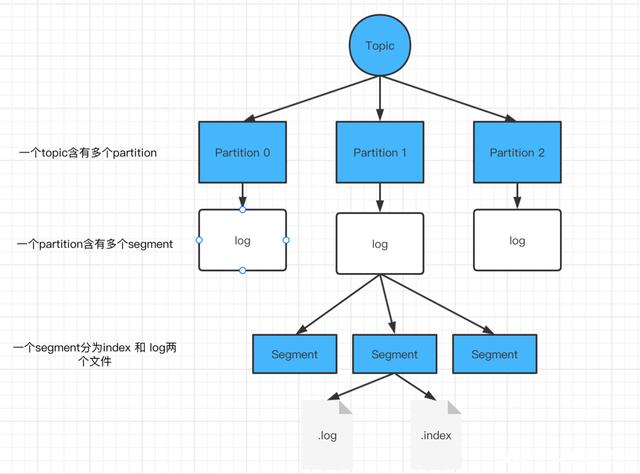 Topic
一个topic含有多个partition
Partition 0
Partition 1
Partition 2
一个partition含有多个segment
log
log
log
一个segment分为index 和 log两
个文件
Segment
Segment
Segment
.log
.index